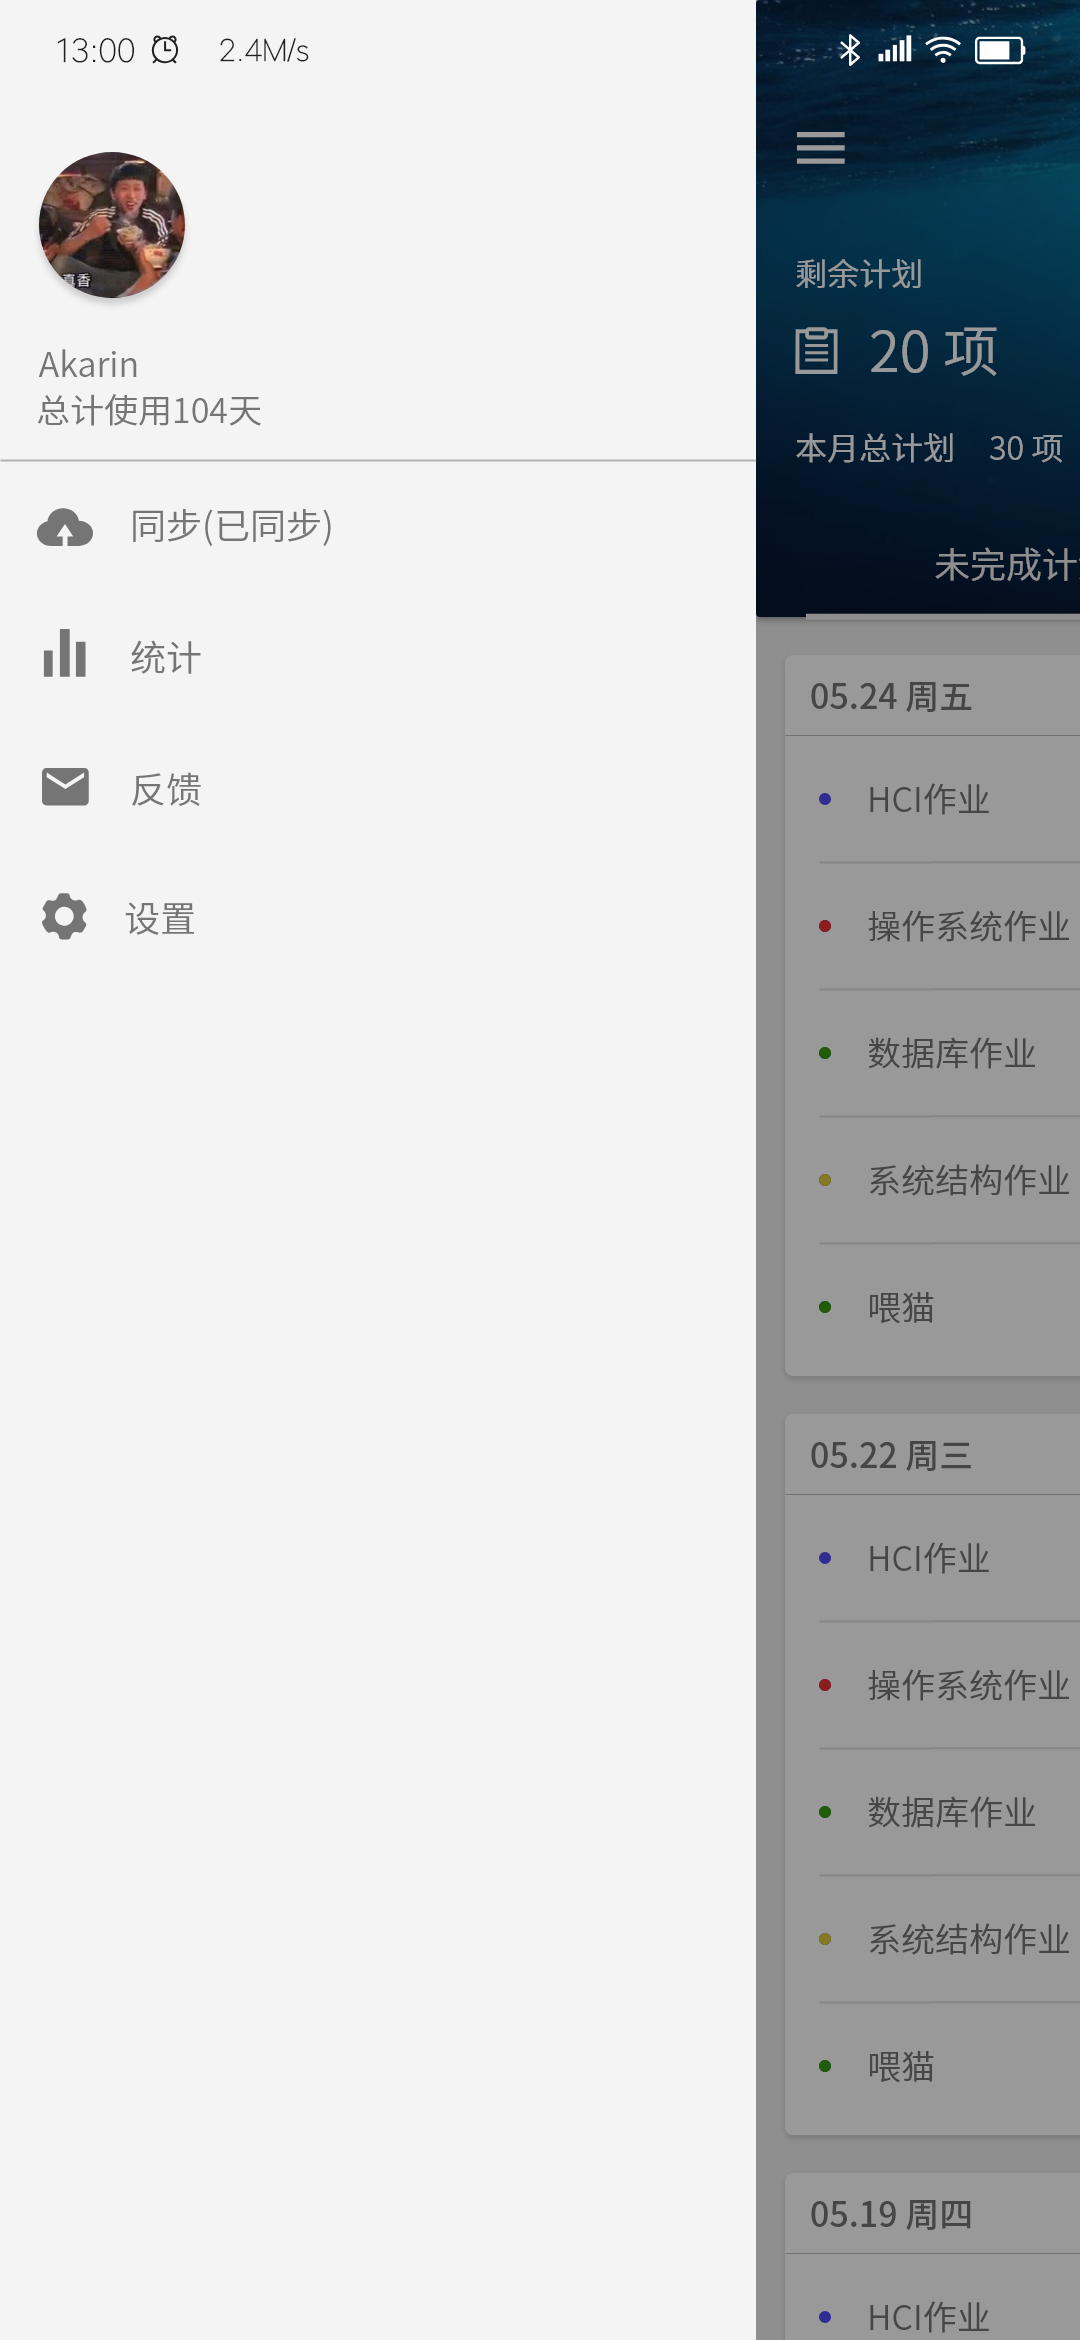 13:00 2.4M/s
真香
Akarin
总计使用104天
同步(已同步)
统计
反馈
设置
剩余计划
20 项
本月总计划 30 项
未完成计
05.24 周五
HCI作业
操作系统作业
数据库作业
系统结构作业
喂猫
05.22 周三
HCI作业
操作系统作业
数据库作业
系统结构作业
喂猫
05.19 周四
HCI作业